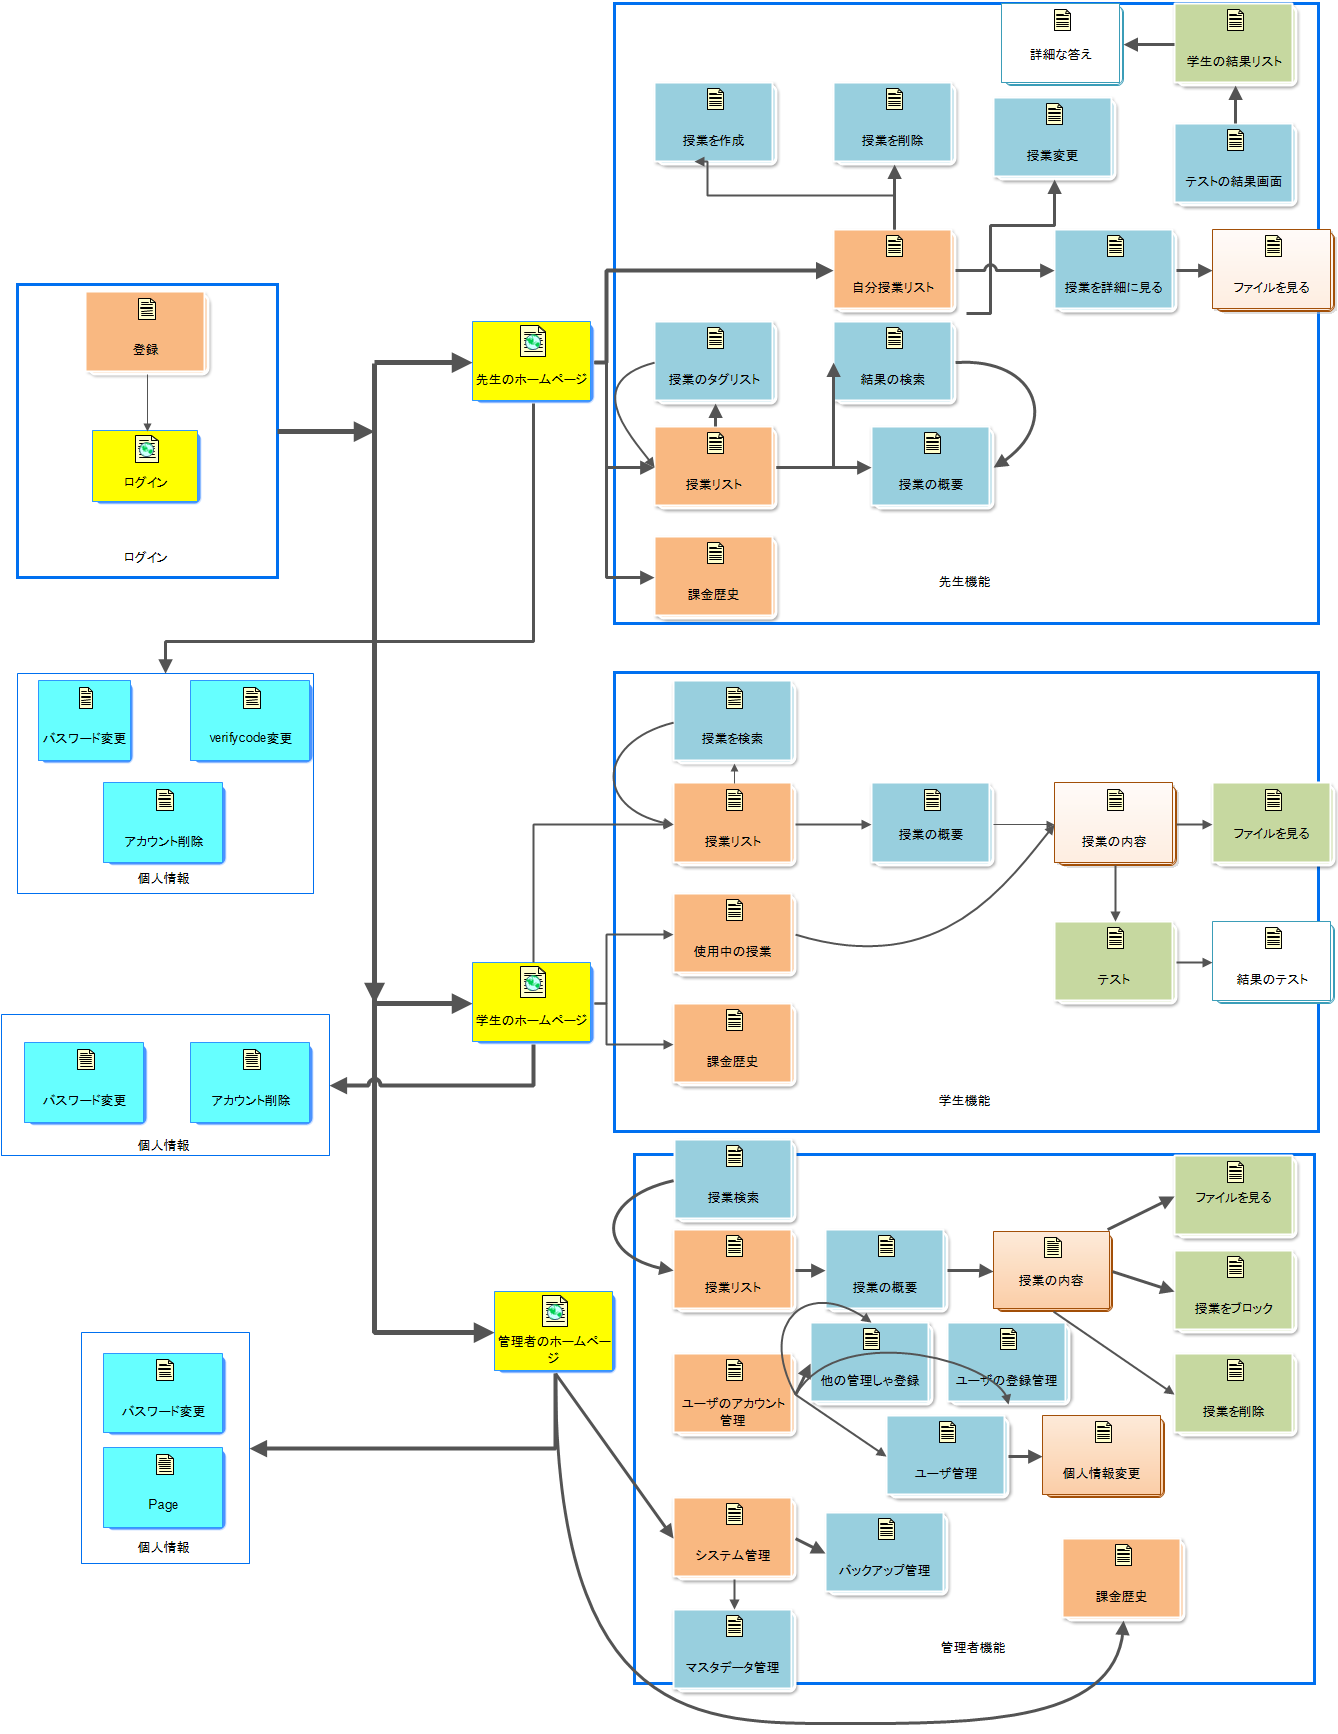 詳細な答え
学生の結果リスト
授業を作成
授業を削除
授業変更
テストの結果画面
自分授業リスト
授業を詳細に見る
ファイルを見る
登録
先生のホームページ
授業のタグリスト
結果の検索
ログイン
授業リスト
授業の概要
ログイン
課金歴史
先生機能
パスワード変更
verifycode変更
アカウント削除
個人情報
授業を検索
授業リスト
授業の概要
授業の内容
ファイルを見る
使用中の授業
テスト
結果のテスト
学生のホームページ
課金歴史
学生機能
パスワード変更
アカウント削除
個人情報
授業検索
ファイルを見る
授業リスト
授業の概要
授業の内容
授業をブロック
管理者のホームペー
ジ
他の管理しゃ登録
ユーザの登録管理
ユーザのアカウント
管理
授業を削除
パスワード変更
ユーザ管理
個人情報変更
Page
個人情報
システム管理
バックアップ管理
課金歴史
管理者機能
マスタデータ管理